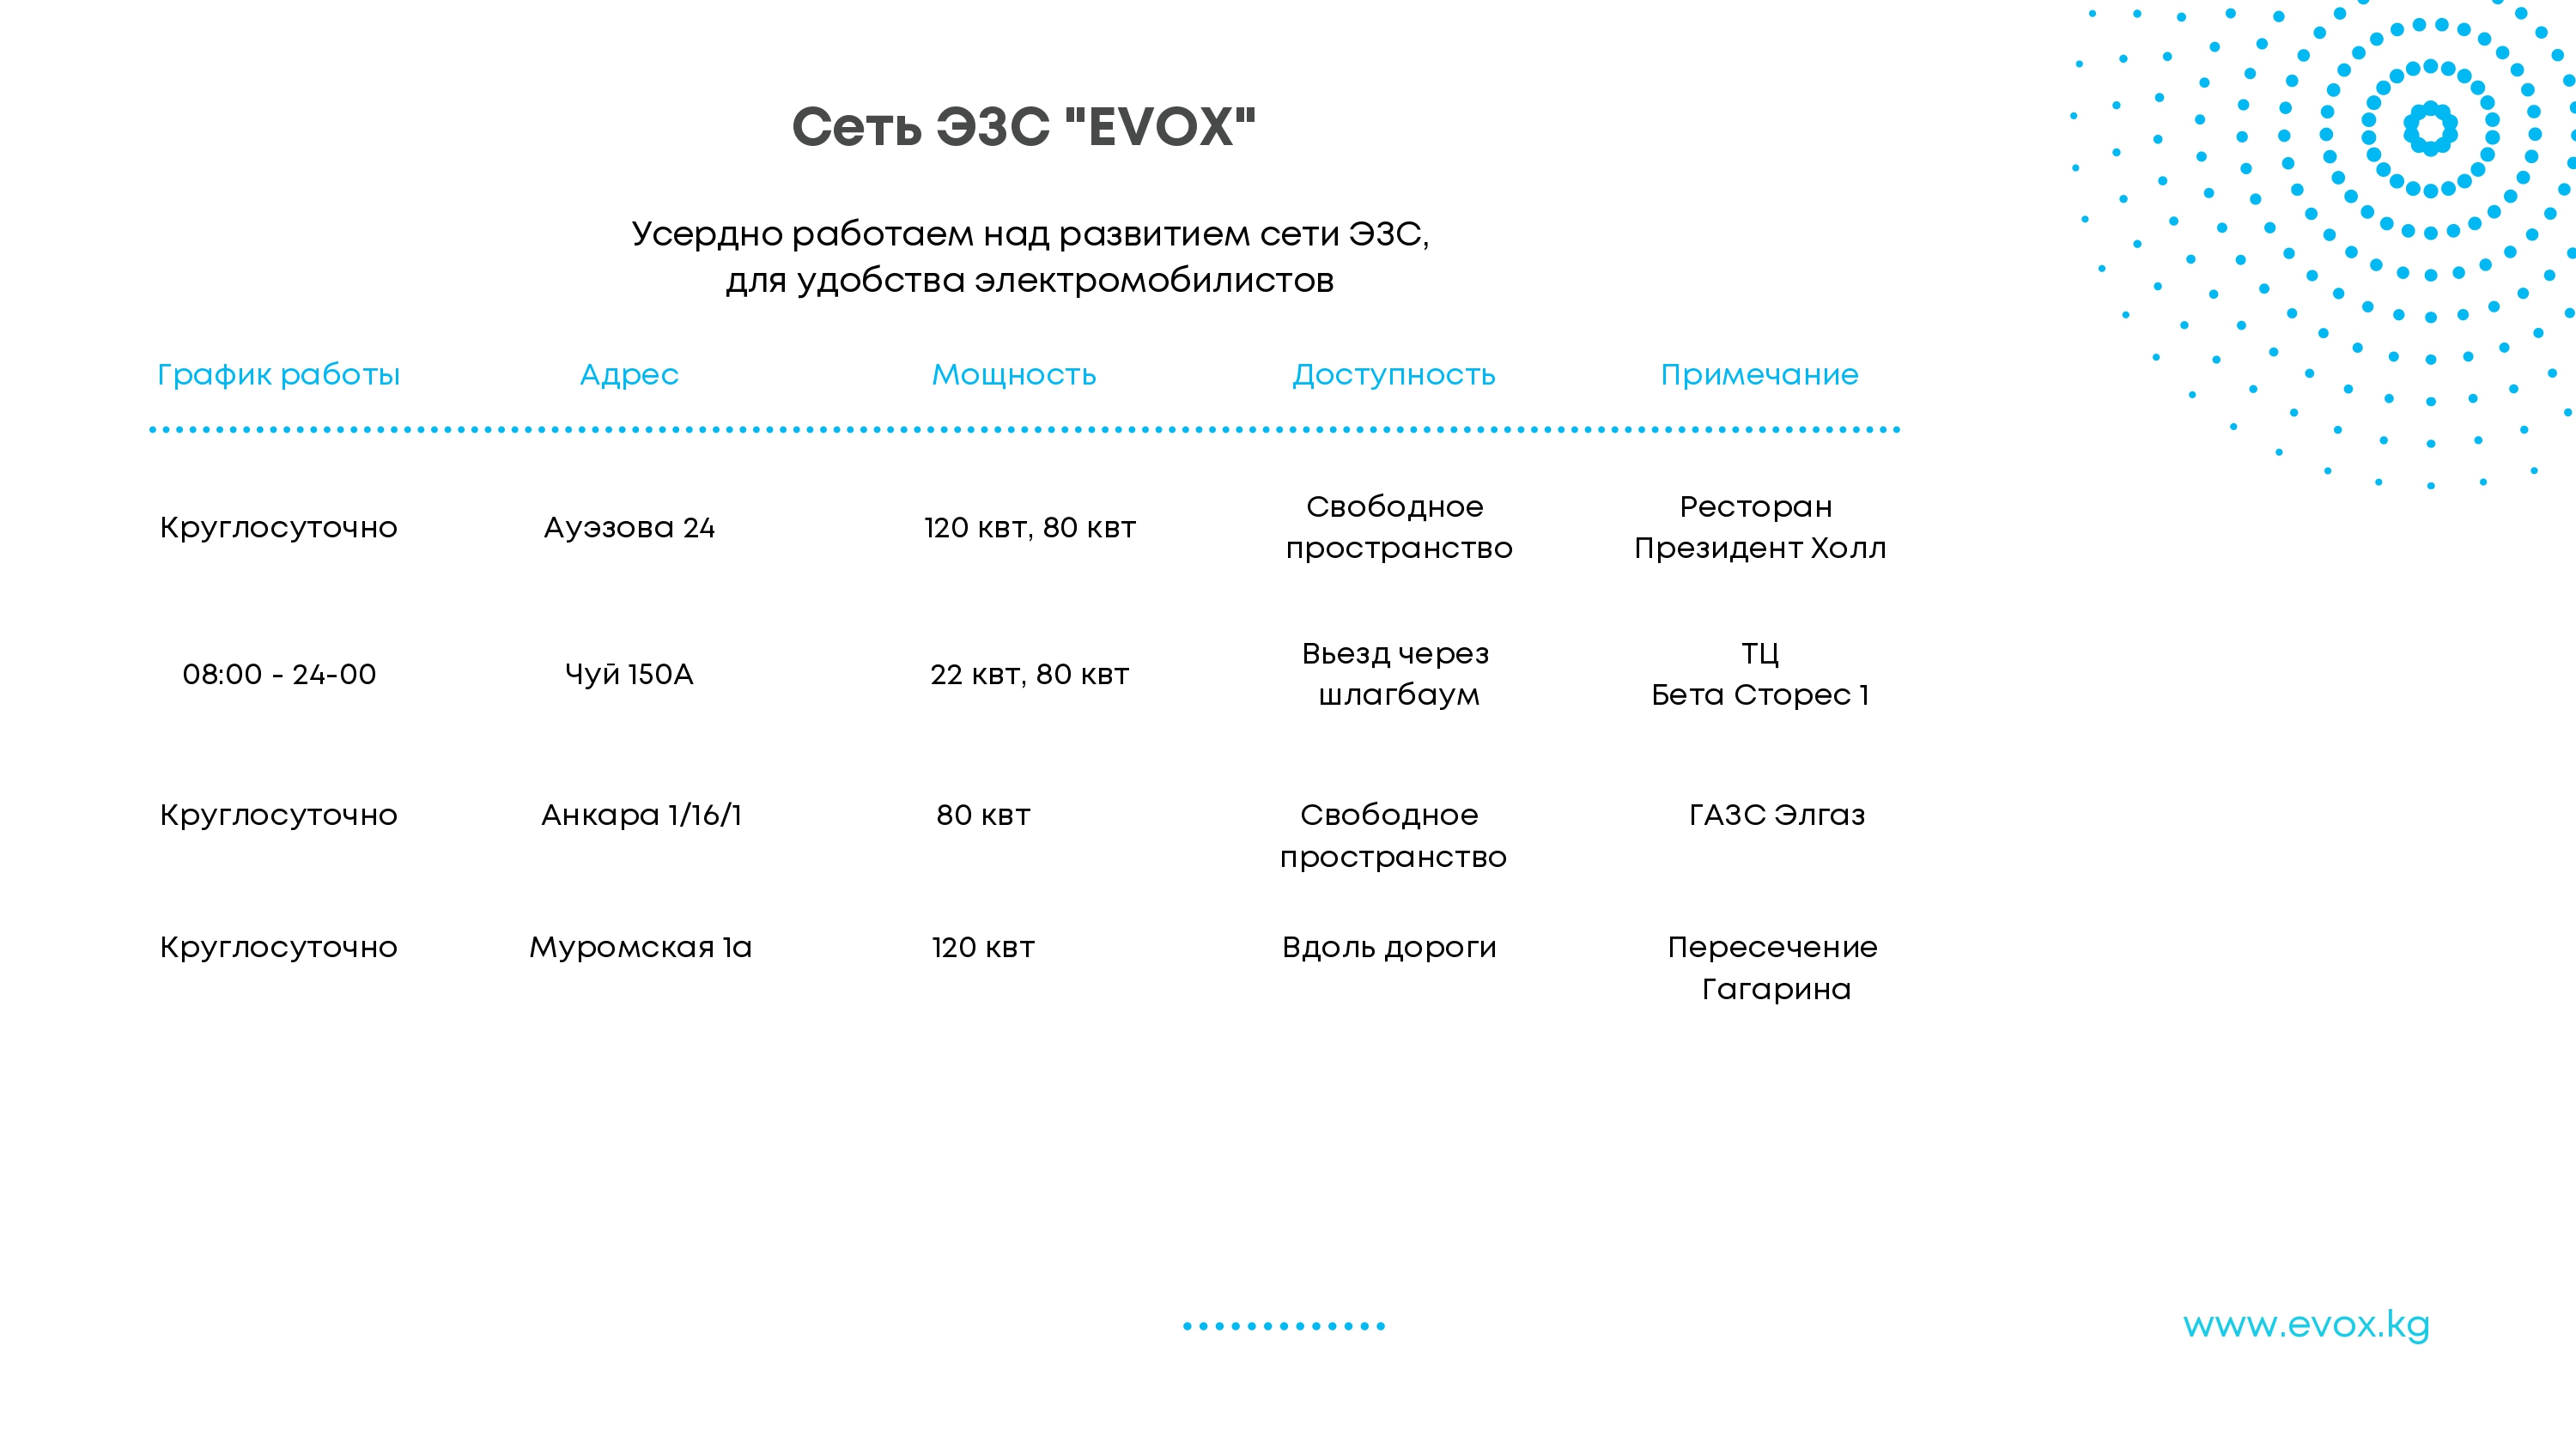 Сеть ЭЗС "EVOX"
Усердно работаем над развитием сети ЭЗС,
для удобства электромобилистов
График работы Адрес Мощность Доступность Примечание
Круглосуточно Ауэзова 24 120 квт, 80 квт Свободное пространство Ресторан Президент Холл
08:00 - 24-00 Чуй 150А 22 квт, 80 квт Вьезд через шлагбаум ТЦ Бета Сторес 1
Круглосуточно Анкара 1/16/1 80 квт Свободное пространство ГАЗС Элгаз
Круглосуточно Муромская 1а 120 квт Вдоль дороги Пересечение Гагарина
www.evox.kg